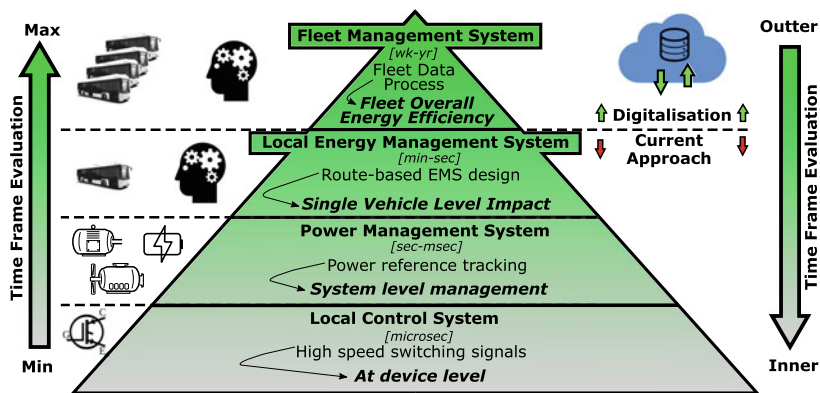 Max
Fleet Management System
Outter
[wk-yr]
Fleet Data
Process
Fleet Overall
Energy Efficiency
Digitalisation
Current
Approach
Local Energy Management System
[min-sec]
Route-based EMS design
Single Vehicle Level Impact
Power Management System
[sec-msec]
Power reference tracking
System level management
Local Control System
[microsec]
High speed switching signals
At device level
Time Frame Evaluation
Min
C
G
E
Time Frame Evaluation
Inner